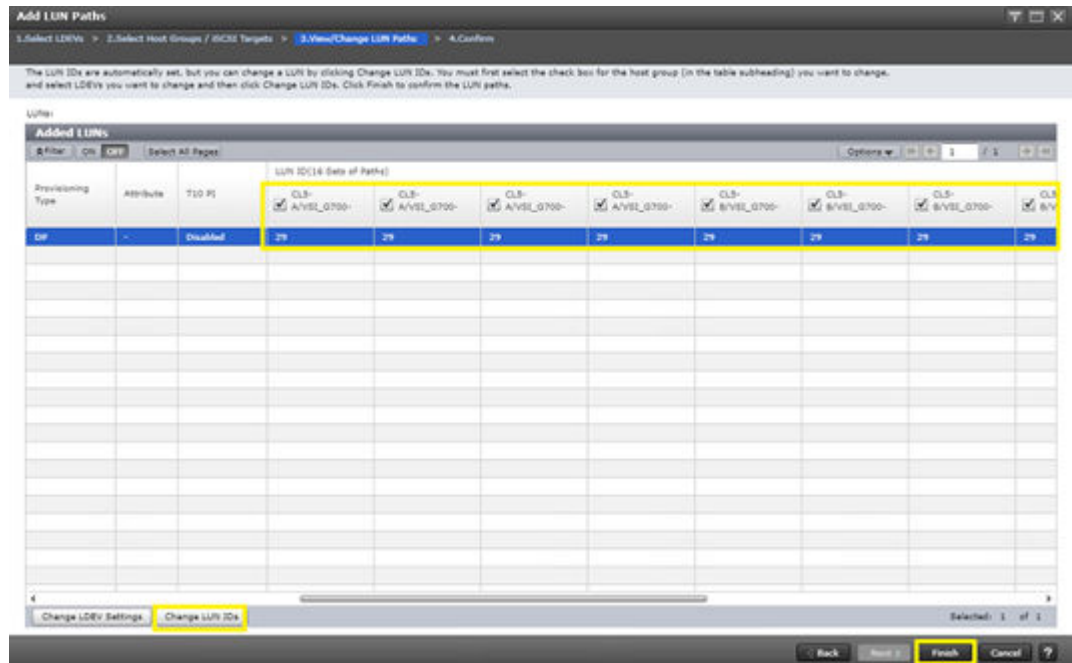 Add LUN Paths
1.Select LDEVs > 2.Select Host Groups / iSCSI Targets > 3.View/Change LUN Paths > 4.Confirm
The LUN IDs are automatically set, but you can change a LUN by clicking Change LUN IDs. You must first select the check box for the host group (in the table subheading) you want to change,
and select LDEVs you want to change and then click Change LUN IDs. Click Finish to confirm the LUN paths.
LUNs:
Added LUNs
Filter ON OFF Select All Pages Options 1 / 1
LUN ID(16 Sets of Paths)
Provisioning Type Attribute T10 PI CL5-A/VSI_G700- CL5-A/VSI_G700- CL5-A/VSI_G700- CL5-A/VSI_G700- CL5-B/VSI_G700- CL5-B/VSI_G700- CL5-B/VSI_G700-
DP - Disabled 29 29 29 29 29 29 29 29
Change LDEV Settings Change LUN IDs Selected: 1 of 1
Back Next > Finish Cancel ?